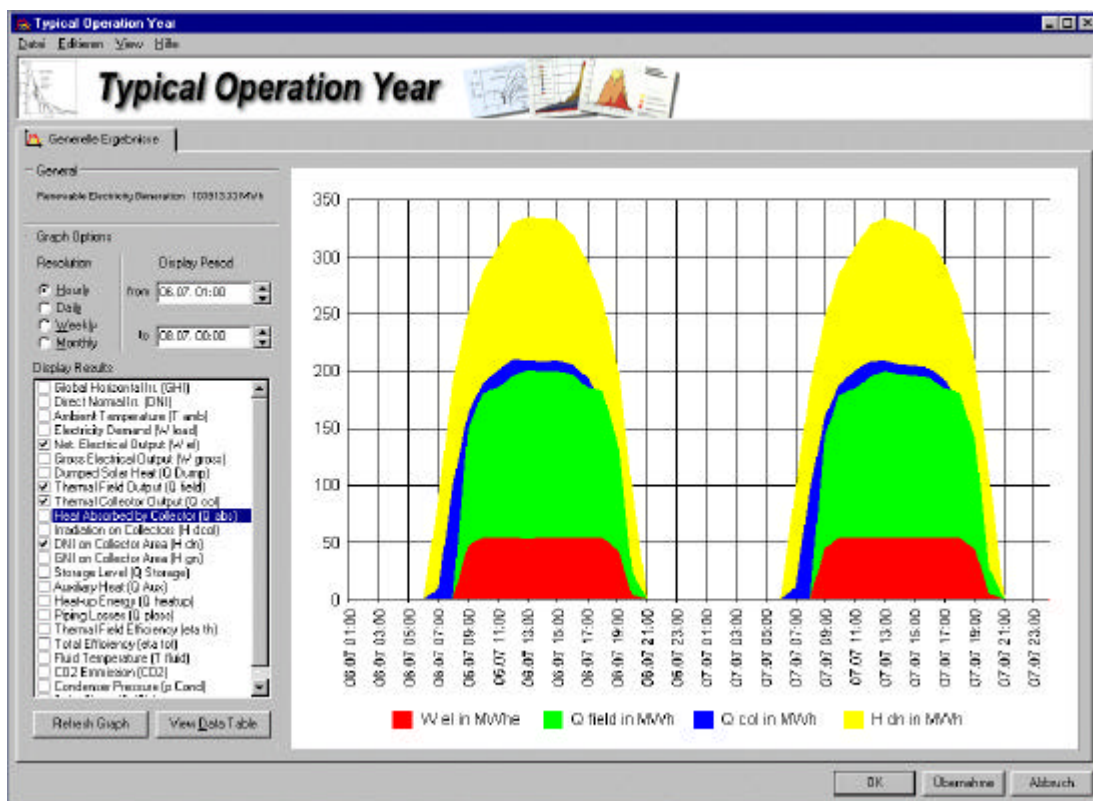 Typical Operation Year
Datei Editieren View Hilfe
Typical Operation Year
Generelle Ergebnisse
General
Renewable Electricity Generation
Graph Options
Resolution
Display Period
Hourly
Daily
Weekly
Monthly
from 06.07. 01:00
to 08.07. 00:00
Display Results
Global Horizontal Irr. (GHI)
Direct Normal Irr. (DNI)
Ambient Temperature (T amb)
Electricity Demand (W load)
Net. Electrical Output (W el)
Gross Electrical Output (W gross)
Dumped Solar Heat (Q Dump)
Thermal Field Output (Q field)
Thermal Collector Output (Q col)
Heat Absorbed by Collector (Q abs)
Irradiation on Collectors (H dcol)
DNI on Collector Area (H dn)
GNI on Collector Area (H gn)
Storage Level (Q Storage)
Auxiliary Heat (Q Aux)
Heat-up Energy (Q heatup)
Piping Losses (Q ploss)
Thermal Field Efficiency (eta th)
Total Efficiency (eta tot)
Fluid Temperature (T fluid)
CO2 Emmission (CO2)
Condenser Pressure (p Cond)
Refresh Graph
View Data Table
350
300
250
200
150
100
50
0
06.07 01:00
06.07 03:00
06.07 05:00
06.07 07:00
06.07 09:00
06.07 11:00
06.07 13:00
06.07 15:00
06.07 17:00
06.07 19:00
06.07 21:00
06.07 23:00
07.07 01:00
07.07 03:00
07.07 05:00
07.07 07:00
07.07 09:00
07.07 11:00
07.07 13:00
07.07 15:00
07.07 17:00
07.07 19:00
07.07 21:00
07.07 23:00
W el in MWhe
Q field in MWh
Q col in MWh
H dn in MWh
OK
Übernahme
Abbruch